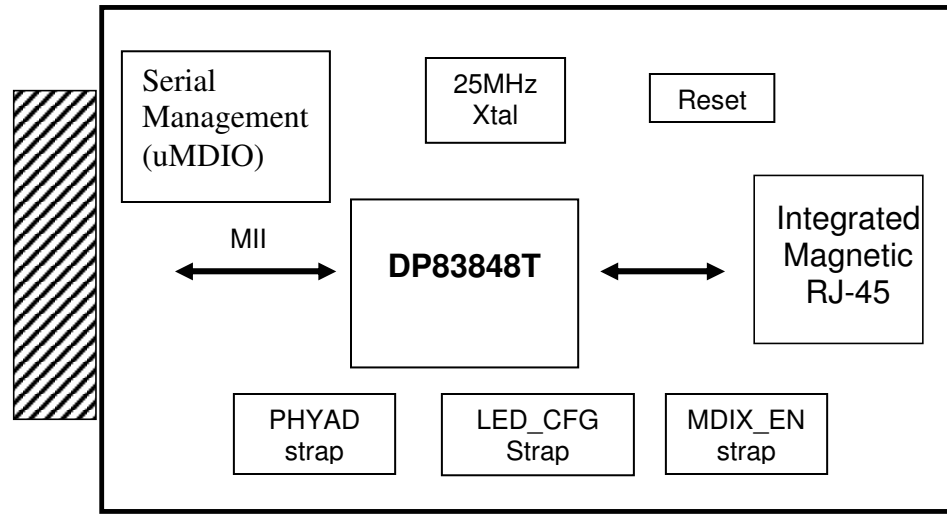 Serial
Management
(uMDIO)
25MHz
Xtal
Reset
MII
DP83848T
Integrated
Magnetic
RJ-45
PHYAD
strap
LED_CFG
Strap
MDIX_EN
strap